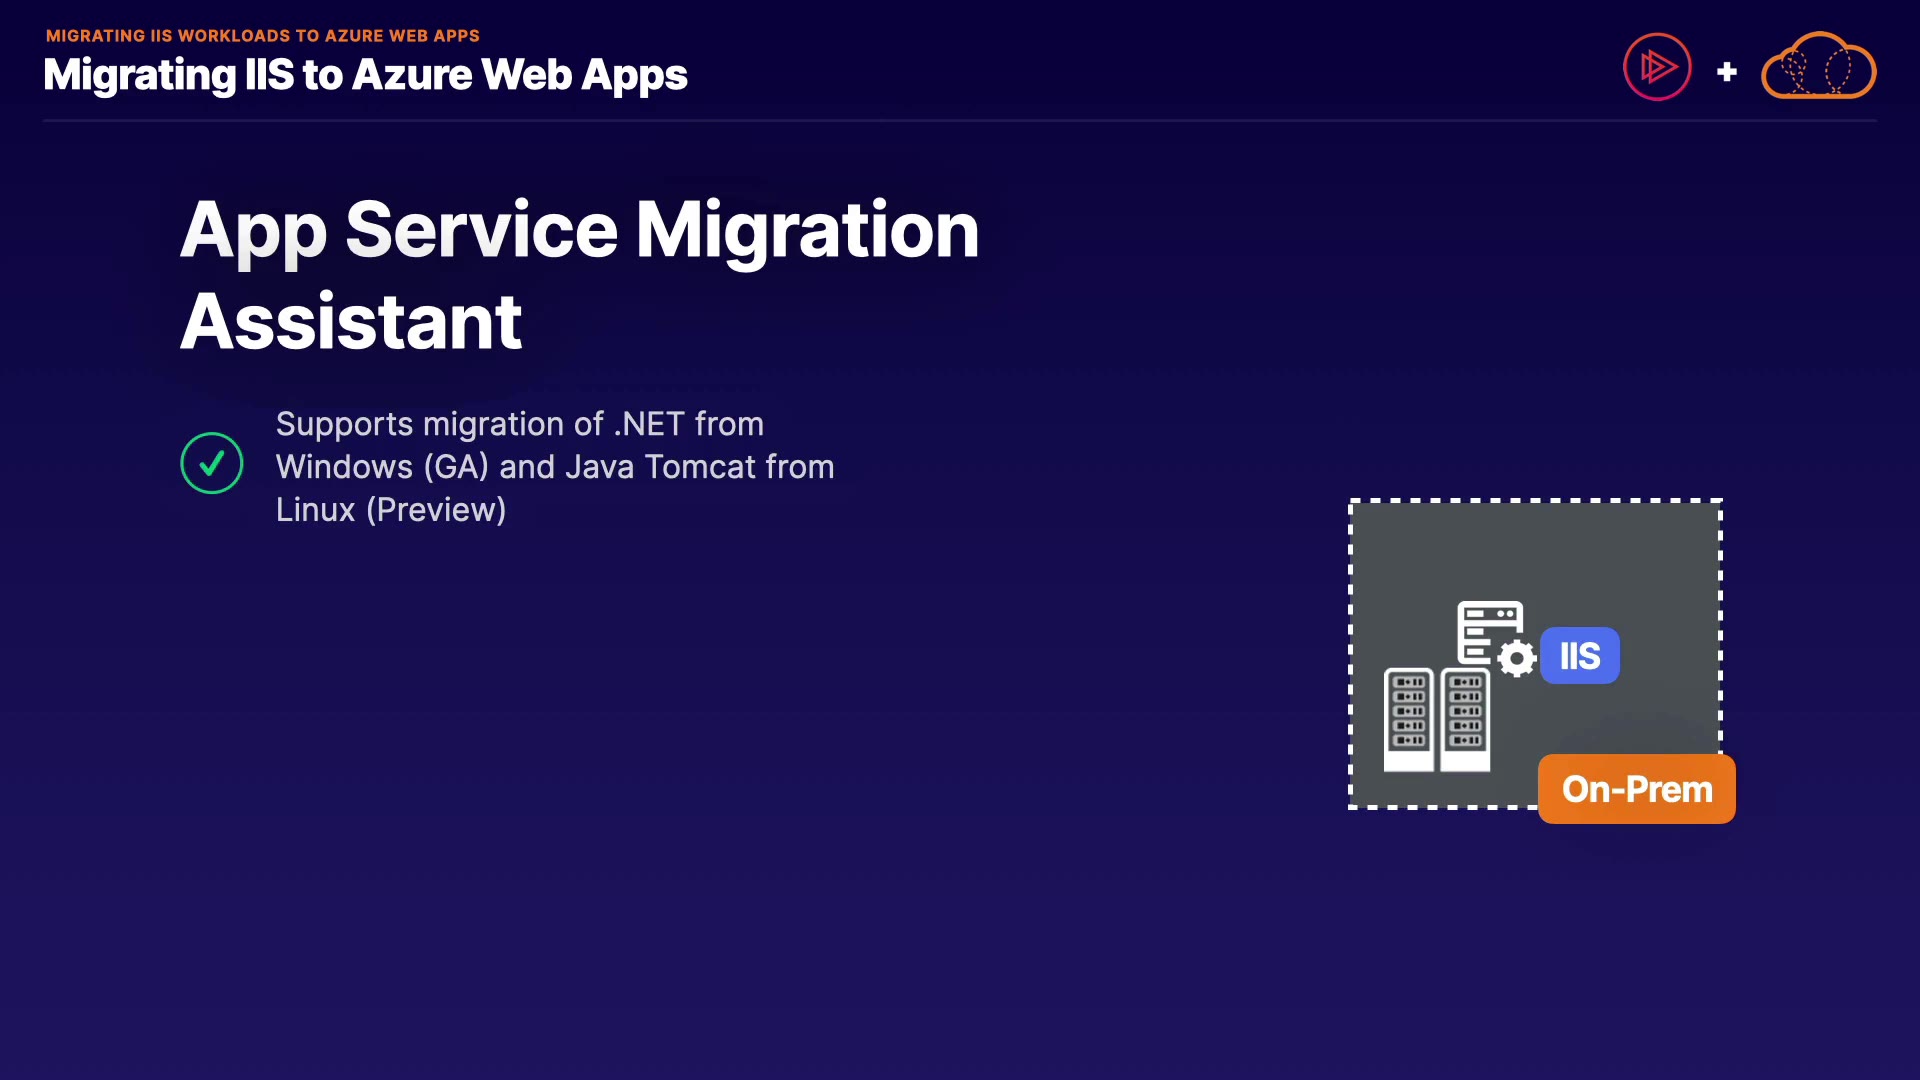 MIGRATING IIS WORKLOADS TO AZURE WEB APPS
Migrating IIS to Azure Web Apps
App Service Migration
Assistant
Supports migration of .NET from
Windows (GA) and Java Tomcat from
Linux (Preview)
IIS
On-Prem